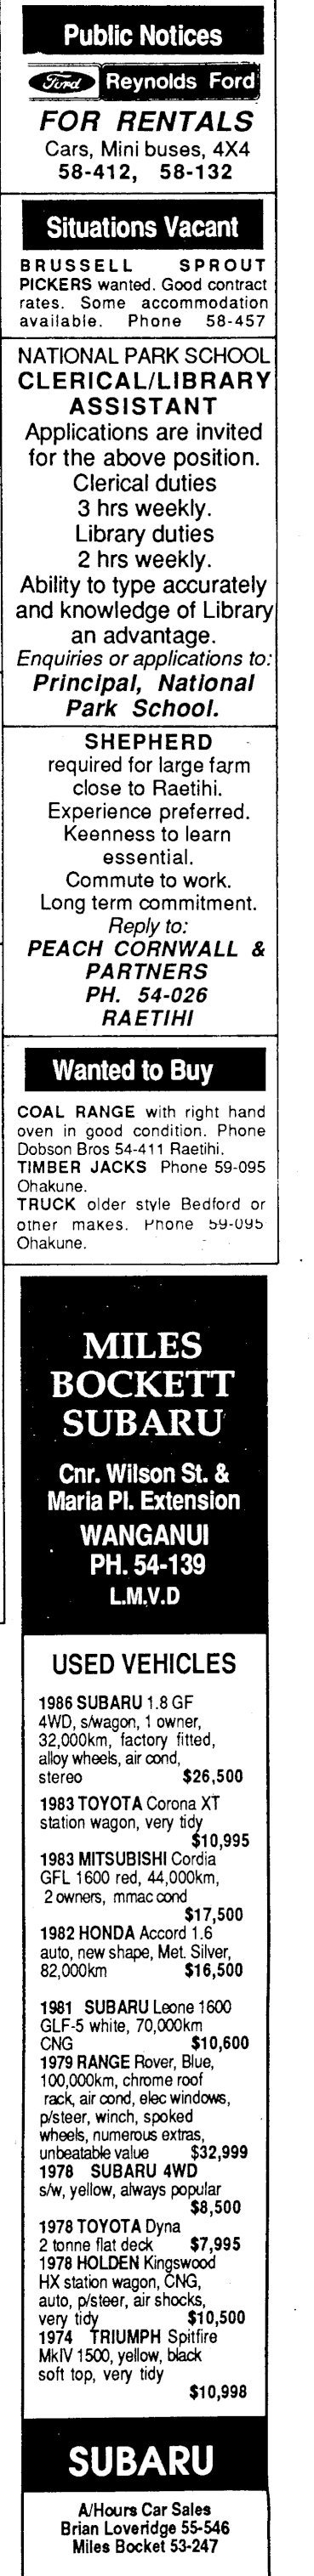 Public Notices
Ford Reynolds Ford
FOR RENTALS
Cars, Mini buses, 4X4
58-412, 58-132
Situations Vacant
BRUSSELL SPROUT
PICKERS wanted. Good contract
rates. Some accommodation
available. Phone 58-457
NATIONAL PARK SCHOOL
CLERICAL/LIBRARY
ASSISTANT
Applications are invited
for the above position.
Clerical duties
3 hrs weekly.
Library duties
2 hrs weekly.
Ability to type accurately
and knowledge of Library
an advantage.
Enquiries or applications to:
Principal, National
Park School.
SHEPHERD
required for large farm
close to Raetihi.
Experience preferred.
Keenness to learn
essential.
Commute to work.
Long term commitment.
Reply to:
PEACH CORNWALL &
PARTNERS
PH. 54-026
RAETIHI
Wanted to Buy
COAL RANGE with right hand
oven in good condition. Phone
Dobson Bros 54-411 Raetihi.
TIMBER JACKS Phone 59-095
Ohakune.
TRUCK older style Bedford or
other makes. Phone 59-095
Ohakune.
MILES
BOCKETT
SUBARU
Cnr. Wilson St. &
Maria Pl. Extension
WANGANUI
PH. 54-139
L.M.V.D
USED VEHICLES
1986 SUBARU 1.8 GF
4WD, s/wagon, 1 owner,
32,000km, factory fitted,
alloy wheels, air cond,
stereo $26,500
1983 TOYOTA Corona XT
station wagon, very tidy
$10,995
1983 MITSUBISHI Cordia
GFL 1600 red, 44,000km,
2 owners, mmac cond
$17,500
1982 HONDA Accord 1.6
auto, new shape, Met. Silver,
82,000km $16,500
1981 SUBARU Leone 1600
GLF-5 white, 70,000km
CNG $10,600
1979 RANGE Rover, Blue,
100,000km, chrome roof
rack, air cond, elec windows,
p/steer, winch, spoked
wheels, numerous extras,
unbeatable value $32,999
1978 SUBARU 4WD
s/w, yellow, always popular
$8,500
1978 TOYOTA Dyna
2 tonne flat deck $7,995
1978 HOLDEN Kingswood
HX station wagon, CNG,
auto, p/steer, air shocks,
very tidy $10,500
1974 TRIUMPH Spitfire
MkIV 1500, yellow, black
soft top, very tidy
$10,998
SUBARU
A/Hours Car Sales
Brian Loveridge 55-546
Miles Bocket 53-247